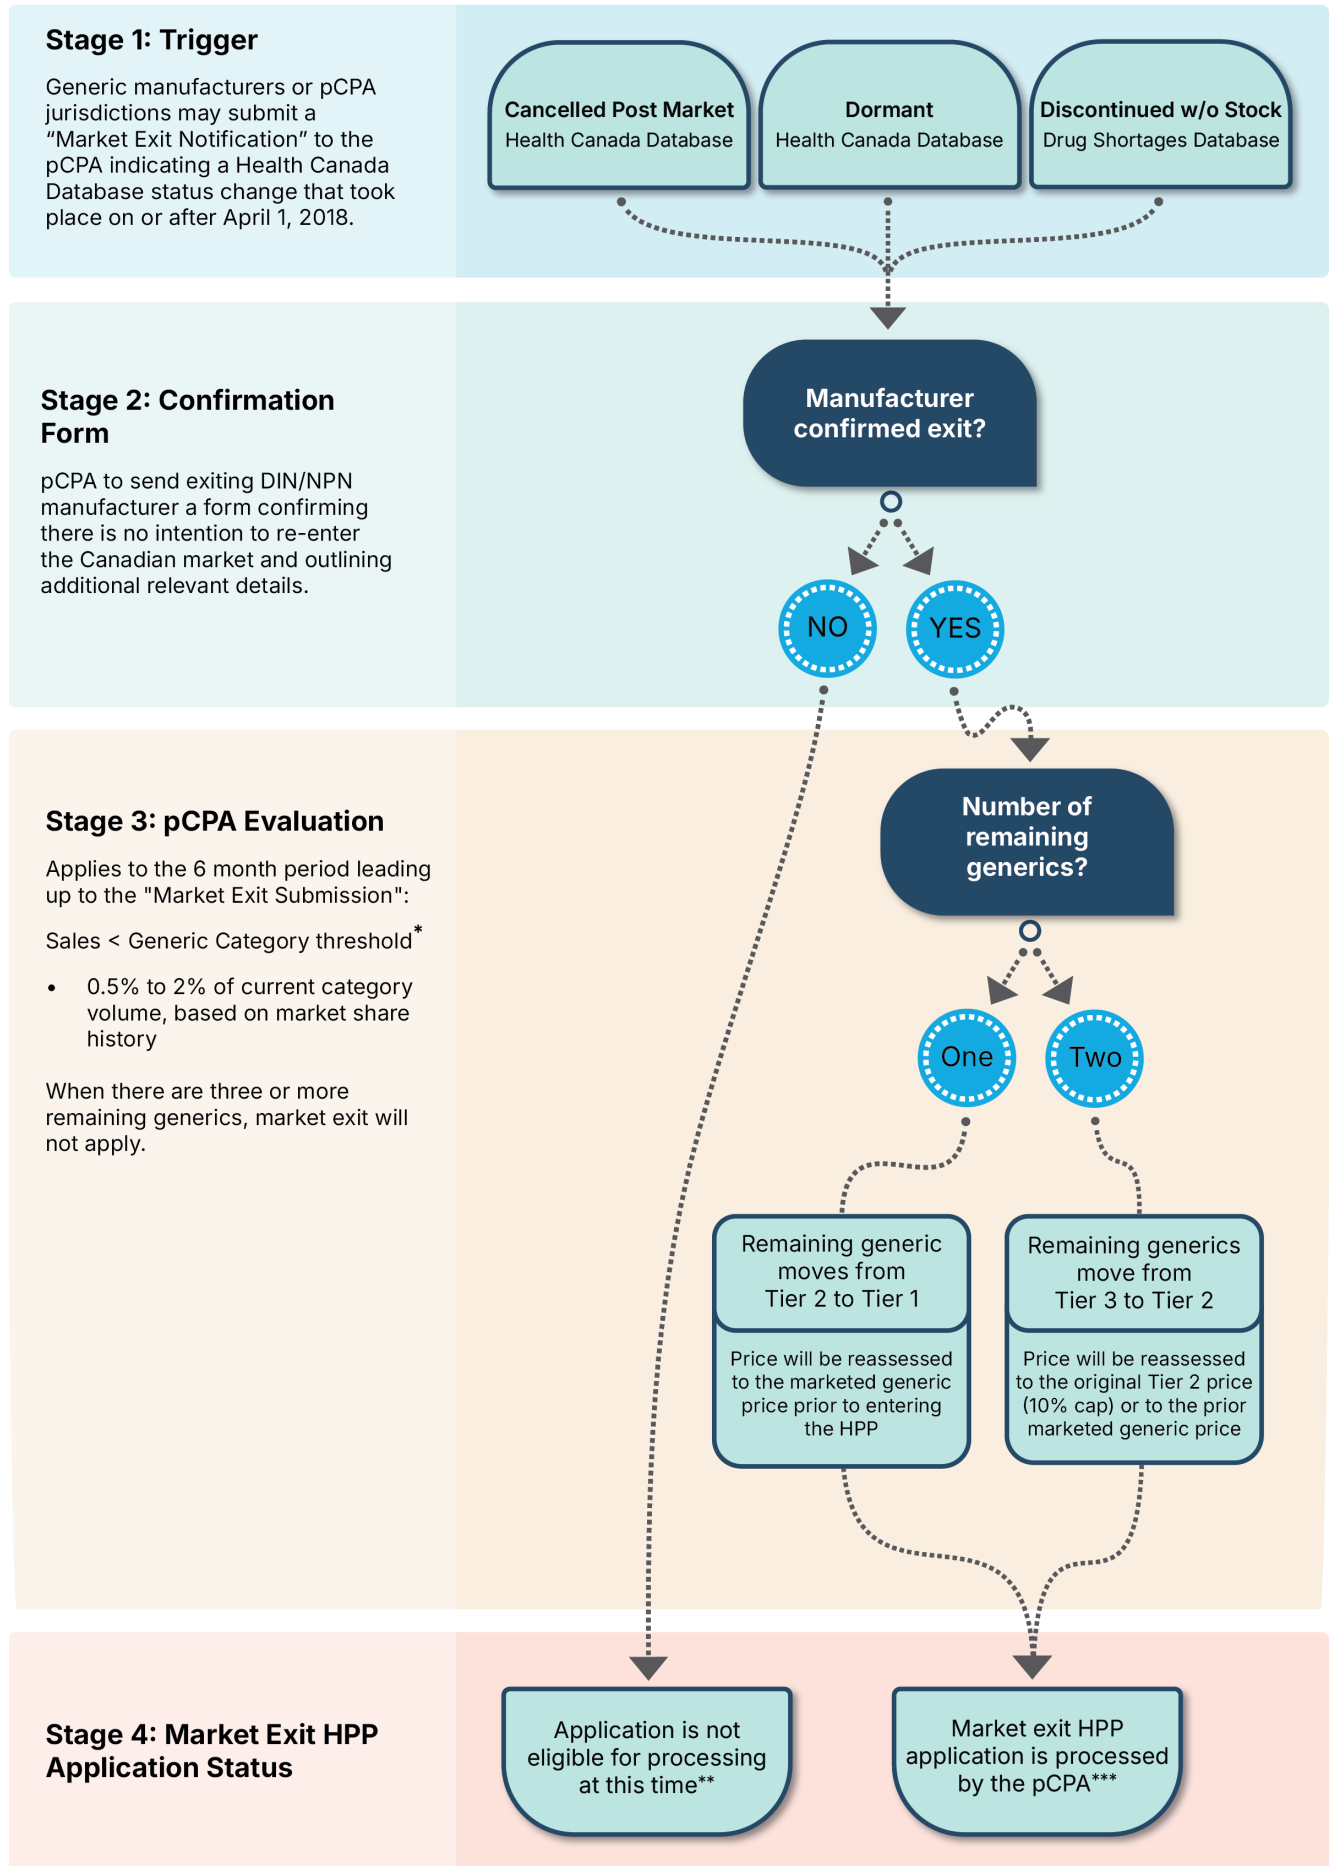 Stage 1: Trigger
Generic manufacturers or pCPA
jurisdictions may submit a
“Market Exit Notification” to the
pCPA indicating a Health Canada
Database status change that took
place on or after April 1, 2018.
Cancelled Post Market
Health Canada Database
Dormant
Health Canada Database
Discontinued w/o Stock
Drug Shortages Database
Stage 2: Confirmation
Form
pCPA to send exiting DIN/NPN
manufacturer a form confirming
there is no intention to re-enter
the Canadian market and outlining
additional relevant details.
Manufacturer
confirmed exit?
NO
YES
Stage 3: pCPA Evaluation
Applies to the 6 month period leading
up to the "Market Exit Submission":
Sales < Generic Category threshold*
• 0.5% to 2% of current category
volume, based on market share
history
When there are three or more
remaining generics, market exit will
not apply.
Number of
remaining
generics?
One
Two
Remaining generic
moves from
Tier 2 to Tier 1
Price will be reassessed
to the marketed generic
price prior to entering
the HPP
Remaining generics
move from
Tier 3 to Tier 2
Price will be reassessed
to the original Tier 2 price
(10% cap) or to the prior
marketed generic price
Stage 4: Market Exit HPP
Application Status
Application is not
eligible for processing
at this time**
Market exit HPP
application is processed
by the pCPA***